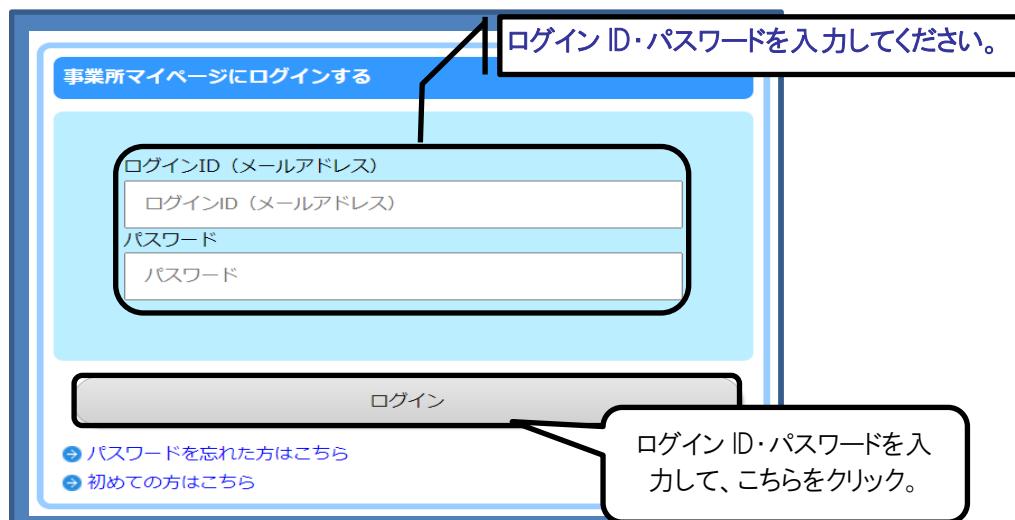 ログイン ID・パスワードを入力してください。
事業所マイページにログインする
ログインID（メールアドレス）
ログインID（メールアドレス）
パスワード
パスワード
ログイン
パスワードを忘れた方はこちら
初めての方はこちら
ログイン ID・パスワードを入
力して、こちらをクリック。